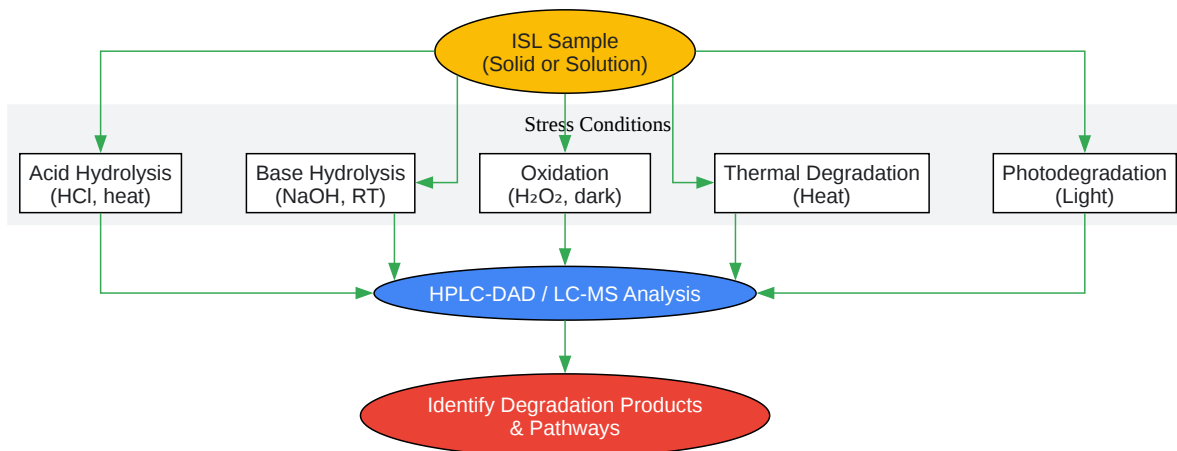 ISL Sample
(Solid or Solution)
Stress Conditions
Acid Hydrolysis
(HCl, heat)
Base Hydrolysis
(NaOH, RT)
Oxidation
(H₂O₂, dark)
Thermal Degradation
(Heat)
Photodegradation
(Light)
HPLC-DAD / LC-MS Analysis
Identify Degradation Products
& Pathways